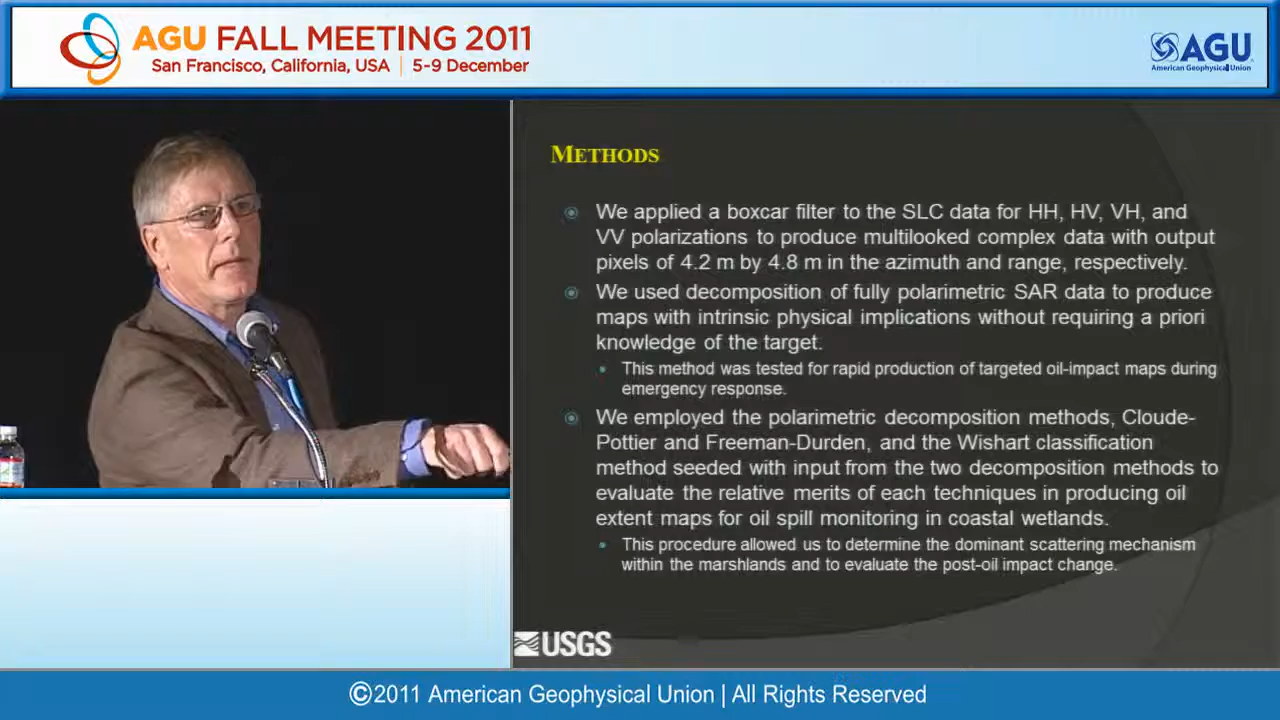 AGU FALL MEETING 2011
San Francisco, California, USA | 5-9 December
AGU
American Geophysical Union
METHODS
We applied a boxcar filter to the SLC data for HH, HV, VH, and
VV polarizations to produce multilooked complex data with output
pixels of 4.2 m by 4.8 m in the azimuth and range, respectively.
We used decomposition of fully polarimetric SAR data to produce
maps with intrinsic physical implications without requiring a priori
knowledge of the target.
This method was tested for rapid production of targeted oil-impact maps during
emergency response.
We employed the polarimetric decomposition methods, Cloude-
Pottier and Freeman-Durden, and the Wishart classification
method seeded with input from the two decomposition methods to
evaluate the relative merits of each techniques in producing oil
extent maps for oil spill monitoring in coastal wetlands.
This procedure allowed us to determine the dominant scattering mechanism
within the marshlands and to evaluate the post-oil impact change.
USGS
©2011 American Geophysical Union | All Rights Reserved